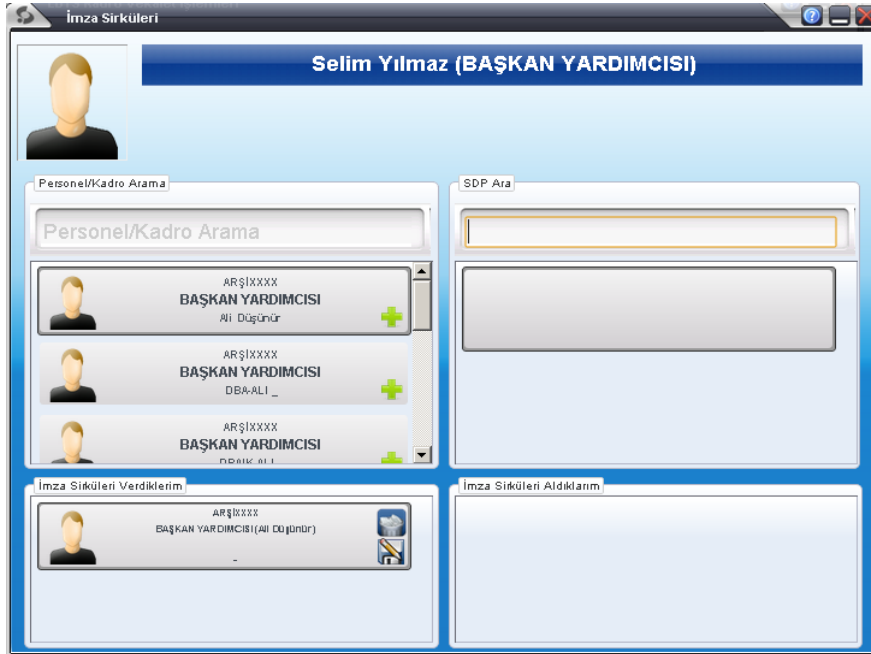 İmza Sirküleri
Selim Yılmaz (BAŞKAN YARDIMCISI)
Personel/Kadro Arama
Personel/Kadro Arama
ARŞİXXXX
BAŞKAN YARDIMCISI
Ali Düşünür
ARŞİXXXX
BAŞKAN YARDIMCISI
DBA-ALI _
ARŞİXXXX
BAŞKAN YARDIMCISI
SDP Ara
İmza Sirküleri Verdiklerim
ARŞİXXXX
BAŞKAN YARDIMCISI(Ali Düşünür)
-
İmza Sirküleri Aldıklarım